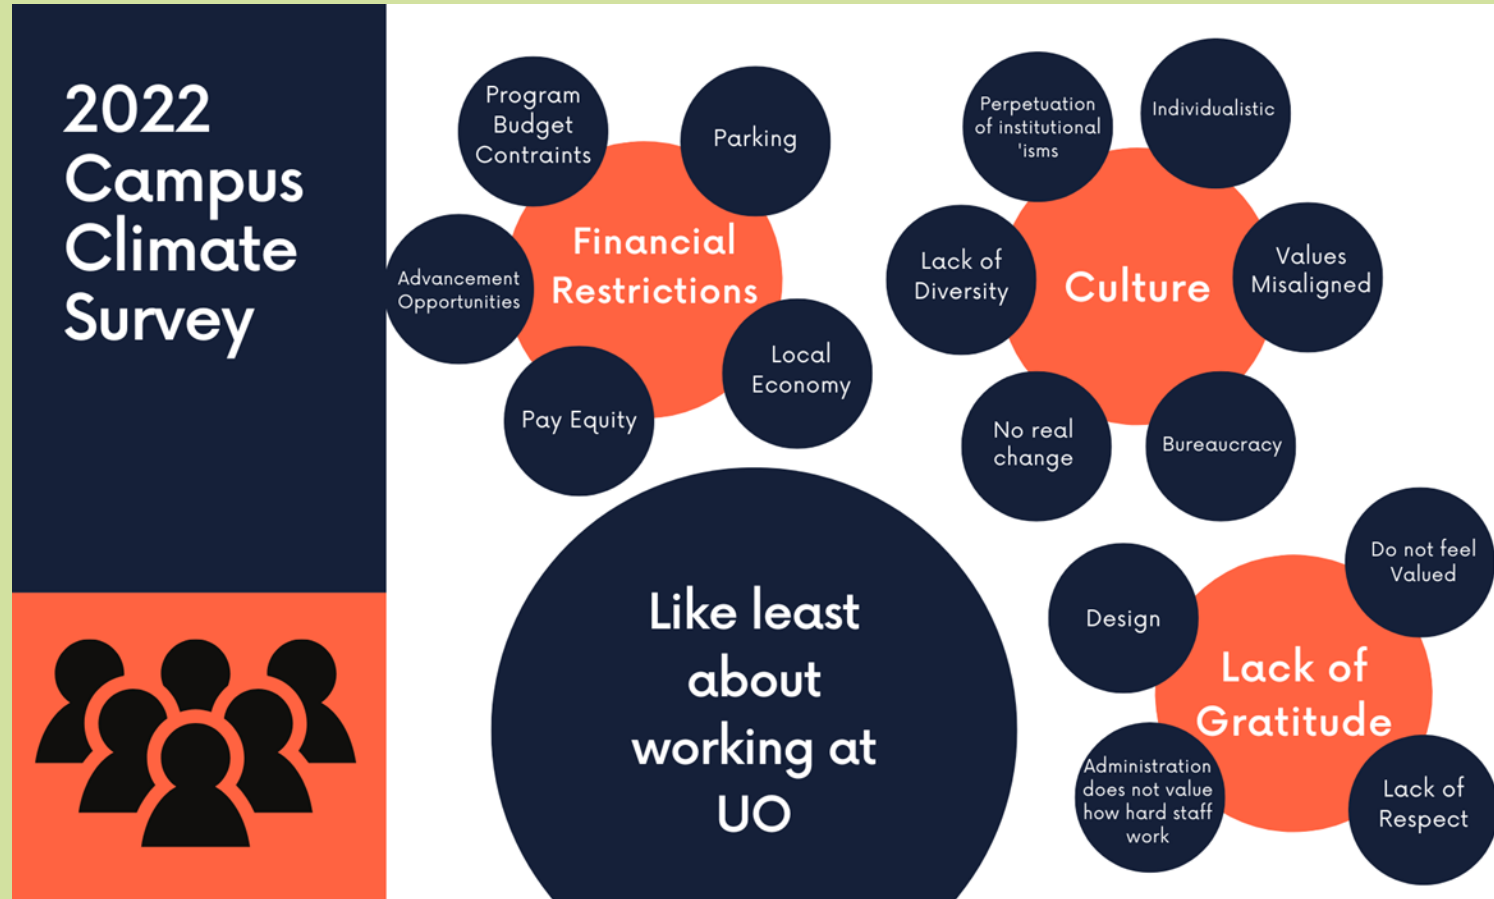 2022
Campus
Climate
Survey
Program
Budget
Contraints
Parking
Financial
Restrictions
Advancement
Opportunities
Local
Economy
Pay Equity
Perpetuation
of institutional
'isms
Individualistic
Lack of
Diversity
Culture
Values
Misaligned
No real
change
Bureaucracy
Like least
about
working at
UO
Do not feel
Valued
Design
Lack of
Gratitude
Administration
does not value
how hard staff
work
Lack of
Respect